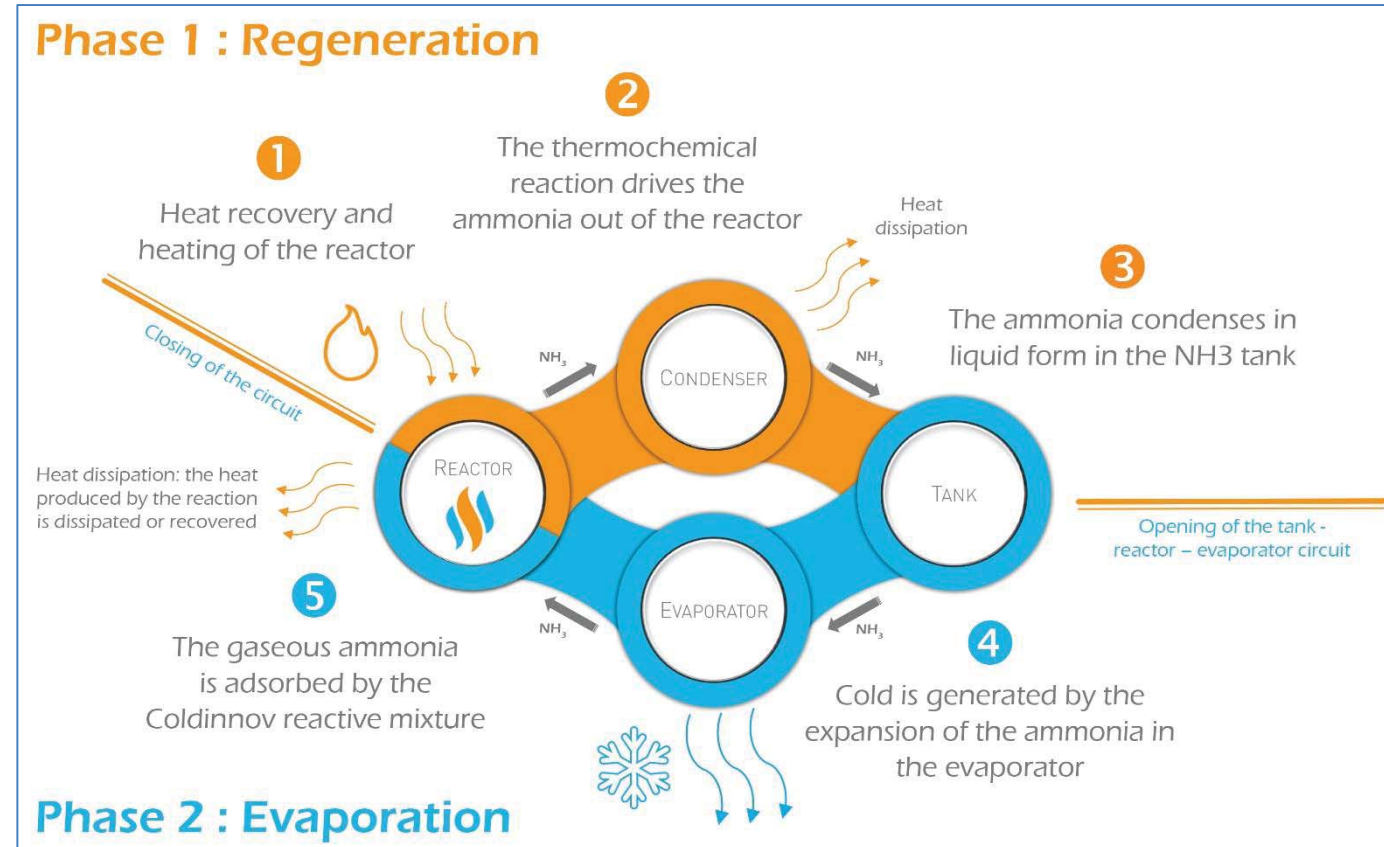 Phase 1 : Regeneration
1
Heat recovery and
heating of the reactor
2
The thermochemical
reaction drives the
ammonia out of the reactor
Heat
dissipation
3
The ammonia condenses in
liquid form in the NH3 tank
Closing of the circuit
NH₃
CONDENSER
NH₃
REACTOR
TANK
Heat dissipation: the heat
produced by the reaction
is dissipated or recovered
Opening of the tank -
reactor – evaporator circuit
5
The gaseous ammonia
is adsorbed by the
Coldinnov reactive mixture
NH₃
EVAPORATOR
NH₃
4
Cold is generated by the
expansion of the ammonia in
the evaporator
Phase 2 : Evaporation